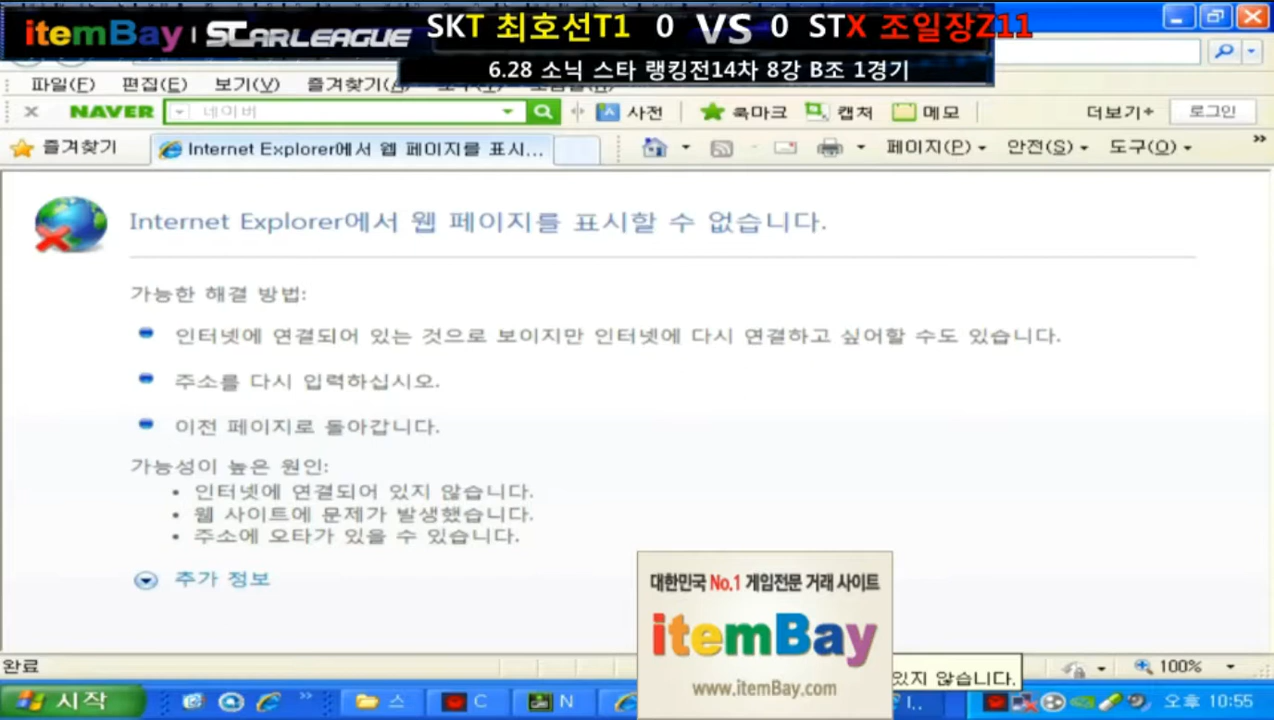 itemBay | STARLEAGUE SKT 최호선T1 0 VS 0 STX 조일장Z11
6.28 소닉 스타 랭킹전14차 8강 B조 1경기
파일(F) 편집(E) 보기(V) 즐겨찾기(A)
NAVER 네이버 사전 북마크 캡처 메모 더보기+ 로그인
즐겨찾기 Internet Explorer에서 웹 페이지를 표시... 페이지(P) 안전(S) 도구(O) »
Internet Explorer에서 웹 페이지를 표시할 수 없습니다.
가능한 해결 방법:
인터넷에 연결되어 있는 것으로 보이지만 인터넷에 다시 연결하고 싶어할 수도 있습니다.
주소를 다시 입력하십시오.
이전 페이지로 돌아갑니다.
가능성이 높은 원인:
• 인터넷에 연결되어 있지 않습니다.
• 웹 사이트에 문제가 발생했습니다.
• 주소에 오타가 있을 수 있습니다.
추가 정보
대한민국 No.1 게임전문 거래 사이트
itemBay
www.itemBay.com
있지 않습니다.
완료 100%
시작 » 스 C N I.. 오후 10:55